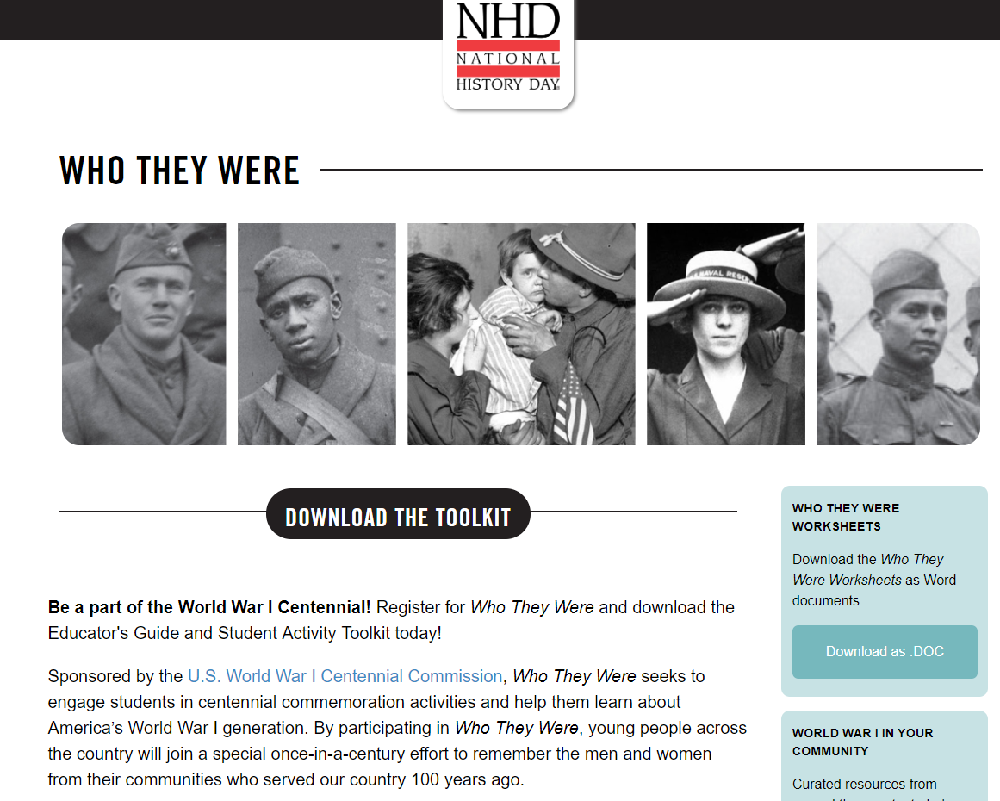 NHD
NATIONAL
HISTORY DAY®
WHO THEY WERE
NAVAL RESE
DOWNLOAD THE TOOLKIT
Be a part of the World War I Centennial! Register for Who They Were and download the
Educator's Guide and Student Activity Toolkit today!
Sponsored by the U.S. World War I Centennial Commission, Who They Were seeks to
engage students in centennial commemoration activities and help them learn about
America’s World War I generation. By participating in Who They Were, young people across
the country will join a special once-in-a-century effort to remember the men and women
from their communities who served our country 100 years ago.
WHO THEY WERE
WORKSHEETS
Download the Who They
Were Worksheets as Word
documents.
Download as .DOC
WORLD WAR I IN YOUR
COMMUNITY
Curated resources from